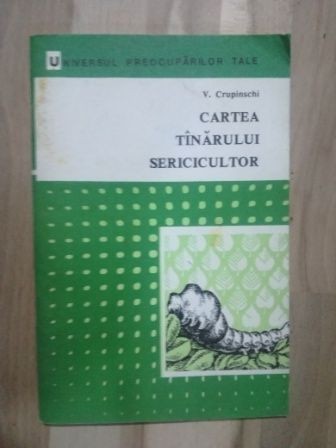 UNIVERSUL PREOCUPĂRILOR TALE
V. Crupinschi
CARTEA
TÎNĂRULUI
SERICICULTOR